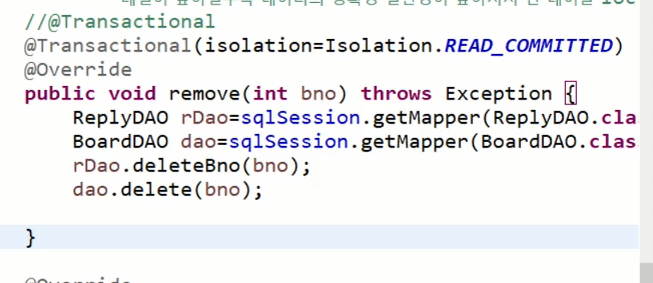 //@Transactional
@Transactional(isolation=Isolation.READ_COMMITTED)
@Override
public void remove(int bno) throws Exception {
ReplyDAO rDao=sqlSession.getMapper(ReplyDAO.cla
BoardDAO dao=sqlSession.getMapper(BoardDAO.clas
rDao.deleteBno(bno);
dao.delete(bno);
}
@Override